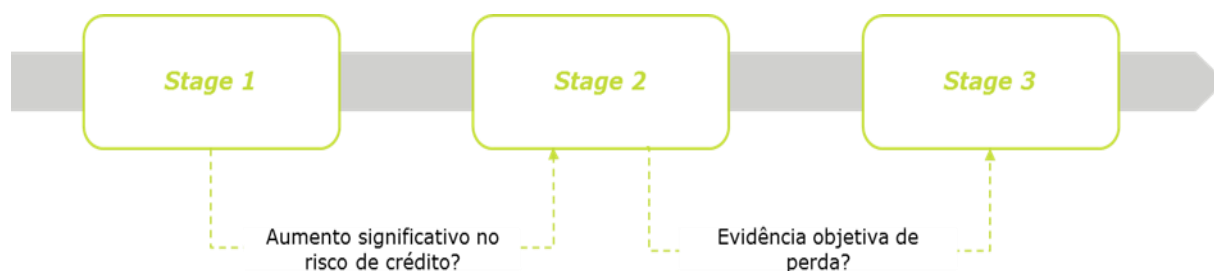 Stage 1
Stage 2
Stage 3
Aumento significativo no
risco de crédito?
Evidência objetiva de
perda?